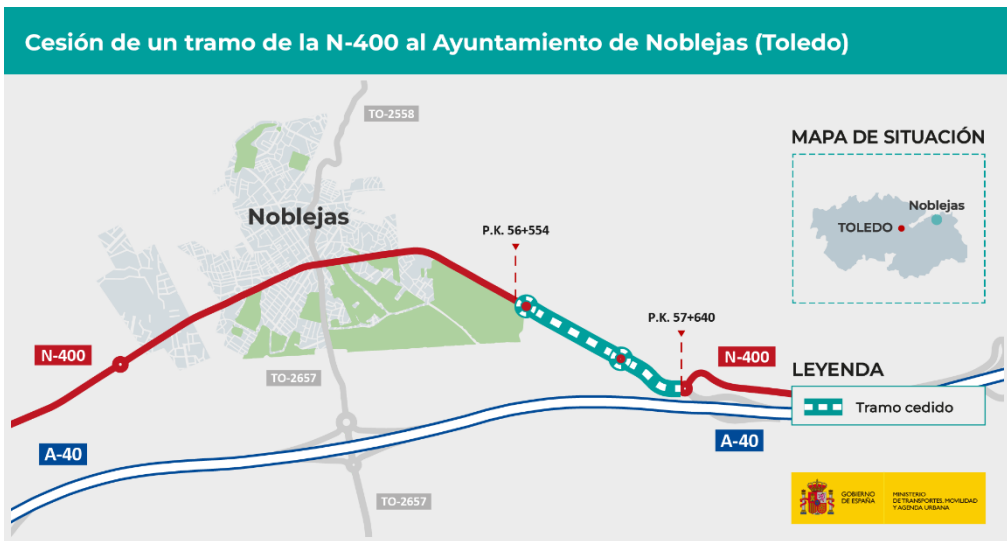 Cesión de un tramo de la N-400 al Ayuntamiento de Noblejas (Toledo)
TO-2558
MAPA DE SITUACIÓN
Noblejas
TOLEDO
Noblejas
P.K. 56+554
P.K. 57+640
N-400
N-400
LEYENDA
TO-2657
Tramo cedido
A-40
A-40
TO-2657
GOBIERNO
DE ESPAÑA
MINISTERIO
DE TRANSPORTES, MOVILIDAD
Y AGENDA URBANA